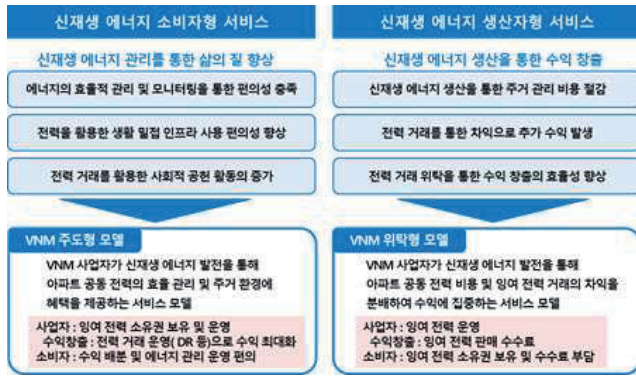 신재생 에너지 소비자형 서비스
신재생 에너지 관리를 통한 삶의 질 향상
에너지의 효율적 관리 및 모니터링을 통한 편의성 충족
전력을 활용한 생활 밀접 인프라 사용 편의성 향상
전력 거래를 활용한 사회적 공헌 활동의 증가
VNM 주도형 모델
VNM 사업자가 신재생 에너지 발전을 통해
아파트 공동 전력의 효율 관리 및 주거 환경에
혜택을 제공하는 서비스 모델
사업자 : 잉여 전력 소유권 보유 및 운영
수익창출 : 전력 거래 운영( DR 등)으로 수익 최대화
소비자 : 수익 배분 및 에너지 관리 운영 편의
신재생 에너지 생산자형 서비스
신재생 에너지 생산을 통한 수익 창출
신재생 에너지 생산을 통한 주거 관리 비용 절감
전력 거래를 통한 차익으로 추가 수익 발생
전력 거래 위탁을 통한 수익 창출의 효율성 향상
VNM 위탁형 모델
VNM 사업자가 신재생 에너지 발전을 통해
아파트 공동 전력 비용 및 잉여 전력 거래의 차익을
분배하여 수익에 집중하는 서비스 모델
사업자 : 잉여 전력 운영
수익창출 : 잉여 전력 판매 수수료
소비자 : 잉여 전력 소유권 보유 및 수수료 부담